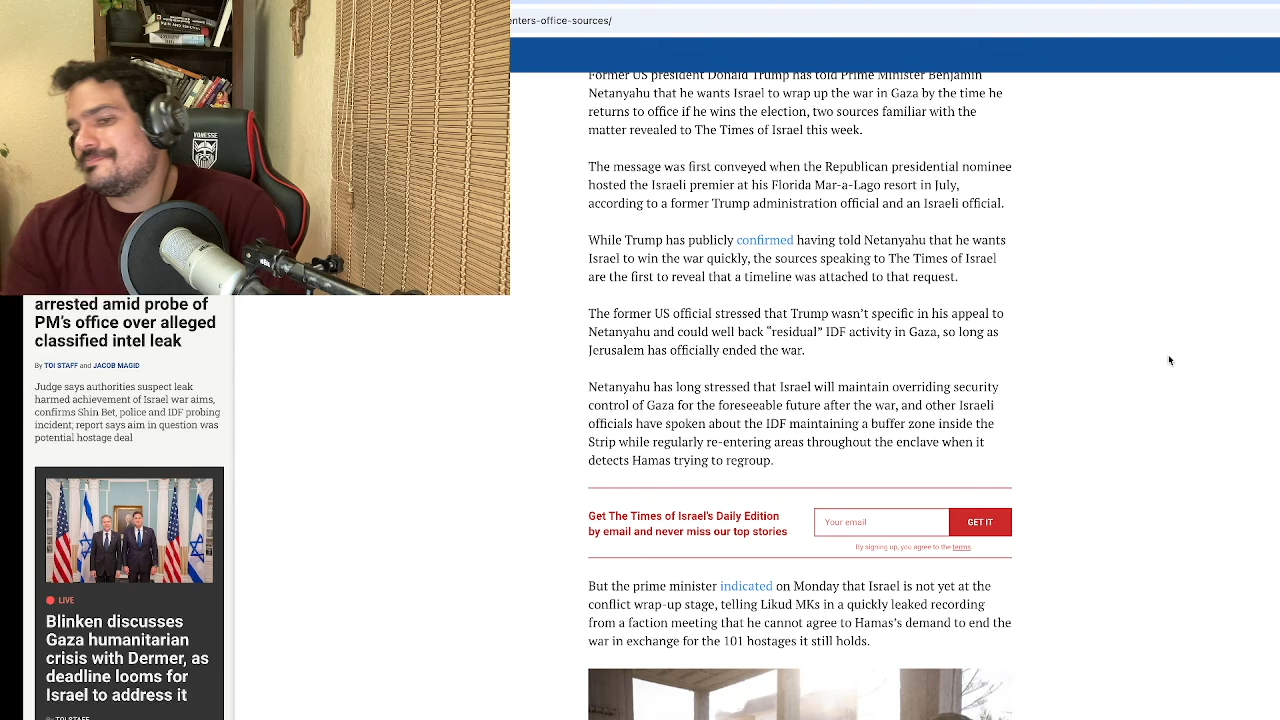 enters-office-sources/
VONESSE
Former US president Donald Trump has told Prime Minister Benjamin
Netanyahu that he wants Israel to wrap up the war in Gaza by the time he
returns to office if he wins the election, two sources familiar with the
matter revealed to The Times of Israel this week.
The message was first conveyed when the Republican presidential nominee
hosted the Israeli premier at his Florida Mar-a-Lago resort in July,
according to a former Trump administration official and an Israeli official.
While Trump has publicly confirmed having told Netanyahu that he wants
Israel to win the war quickly, the sources speaking to The Times of Israel
are the first to reveal that a timeline was attached to that request.
The former US official stressed that Trump wasn’t specific in his appeal to
Netanyahu and could well back “residual” IDF activity in Gaza, so long as
Jerusalem has officially ended the war.
Netanyahu has long stressed that Israel will maintain overriding security
control of Gaza for the foreseeable future after the war, and other Israeli
officials have spoken about the IDF maintaining a buffer zone inside the
Strip while regularly re-entering areas throughout the enclave when it
detects Hamas trying to regroup.
Get The Times of Israel's Daily Edition
by email and never miss our top stories
Your email
GET IT
By signing up, you agree to the terms
But the prime minister indicated on Monday that Israel is not yet at the
conflict wrap-up stage, telling Likud MKs in a quickly leaked recording
from a faction meeting that he cannot agree to Hamas’s demand to end the
war in exchange for the 101 hostages it still holds.
arrested amid probe of
PM’s office over alleged
classified intel leak
By TOI STAFF and JACOB MAGID
Judge says authorities suspect leak
harmed achievement of Israel war aims,
confirms Shin Bet, police and IDF probing
incident; report says aim in question was
potential hostage deal
LIVE
Blinken discusses
Gaza humanitarian
crisis with Dermer, as
deadline looms for
Israel to address it
By TOI STAFF